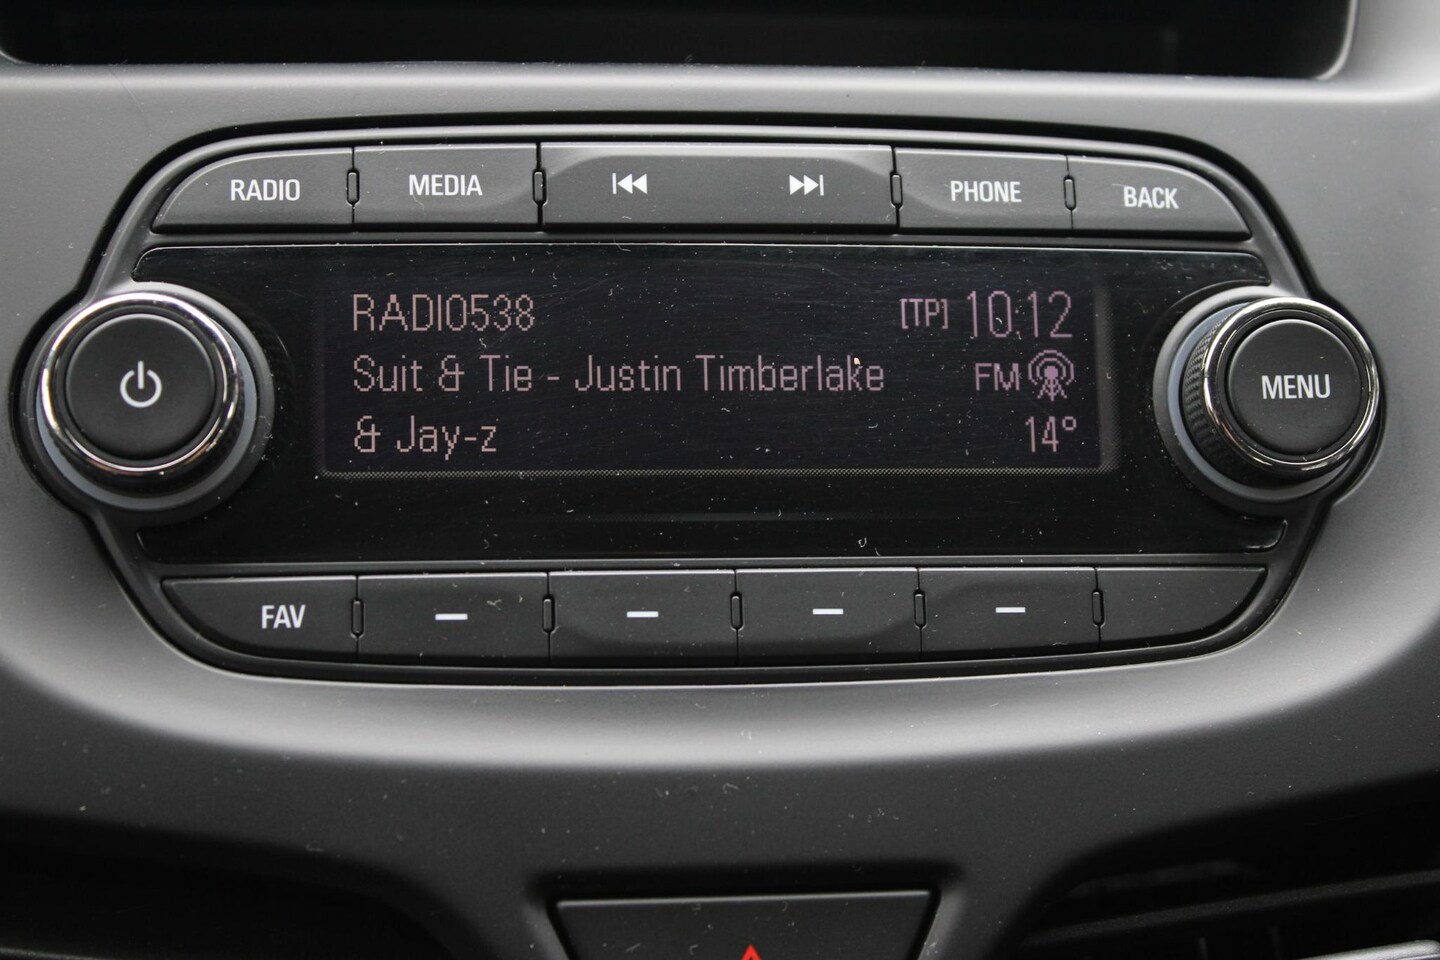 RADIO MEDIA PHONE BACK
RADIO538 [TP] 10:12
Suit & Tie - Justin Timberlake FM
& Jay-z 14°
MENU
FAV